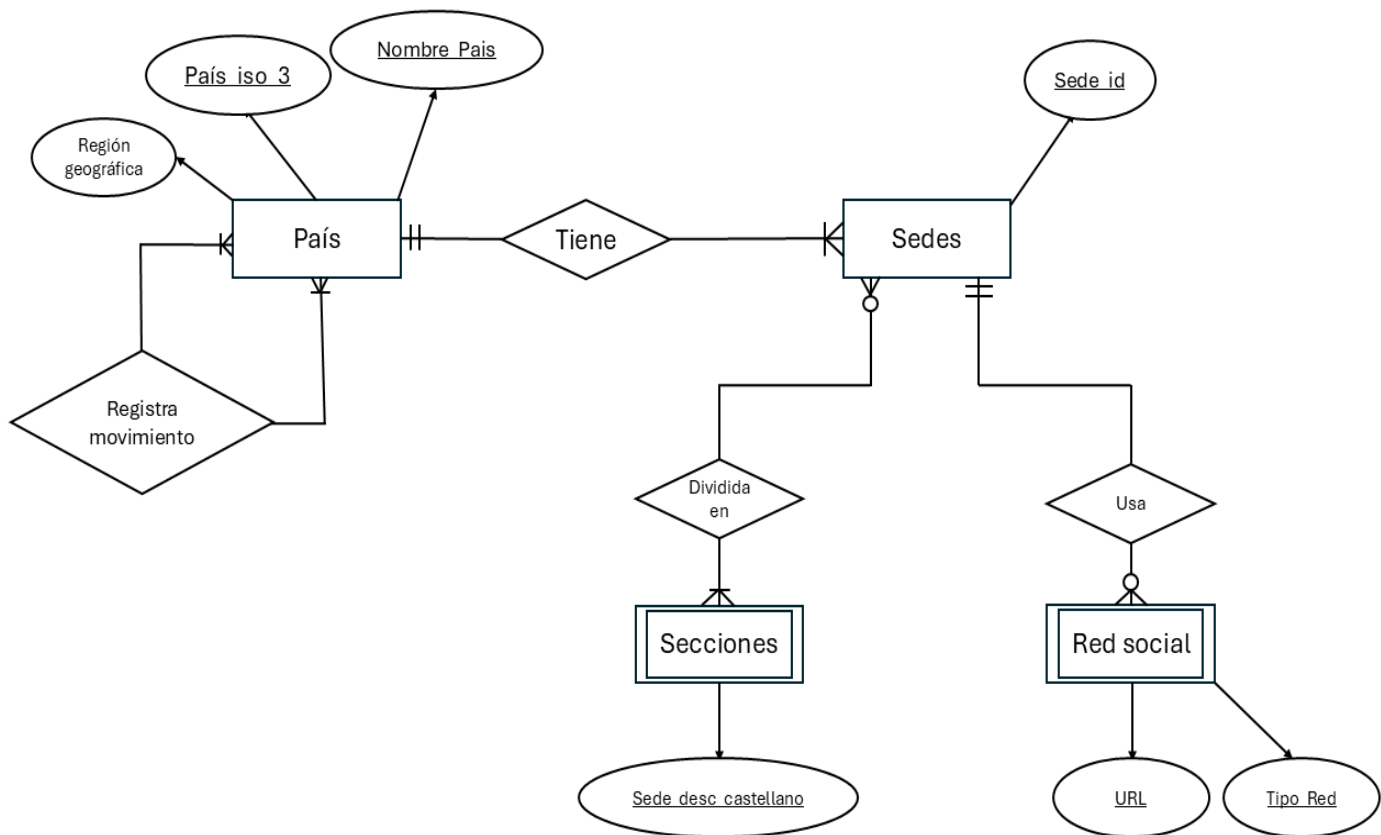 Nombre Pais
País iso 3
Sede id
Región
geográfica
País
Tiene
Sedes
Registra
movimiento
Dividida
en
Usa
Secciones
Red social
Sede desc castellano
URL
Tipo Red